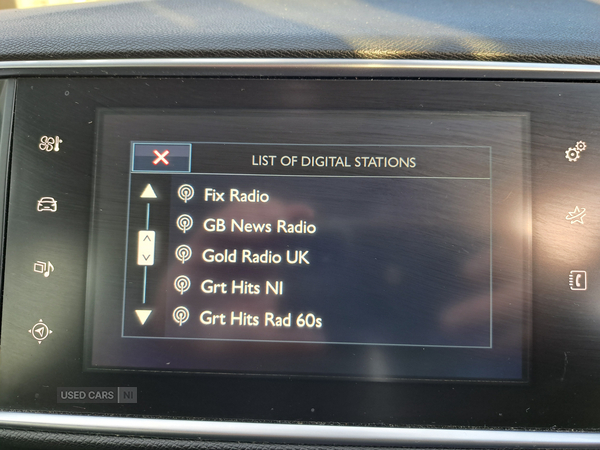 LIST OF DIGITAL STATIONS
Fix Radio
GB News Radio
Gold Radio UK
Grt Hits NI
Grt Hits Rad 60s
USED CARS NI